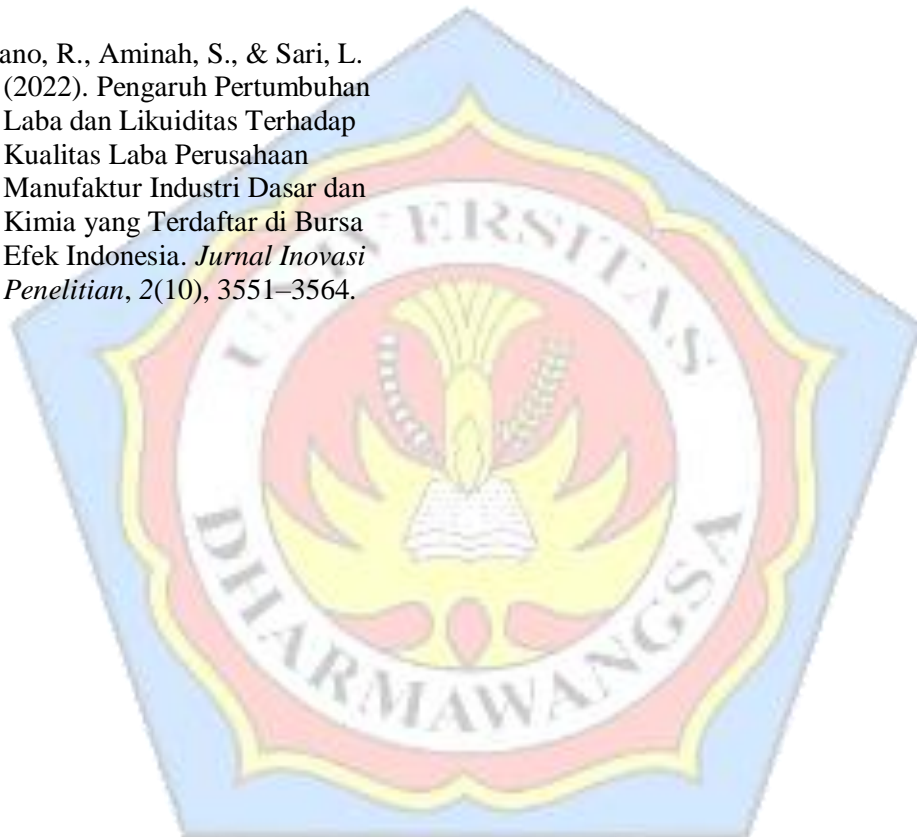 ano, R., Aminah, S., & Sari, L.
(2022). Pengaruh Pertumbuhan
Laba dan Likuiditas Terhadap
Kualitas Laba Perusahaan
Manufaktur Industri Dasar dan
Kimia yang Terdaftar di Bursa
Efek Indonesia. Jurnal Inovasi
Penelitian, 2(10), 3551–3564.
UNIVERSITAS
DHARMAWANGSA